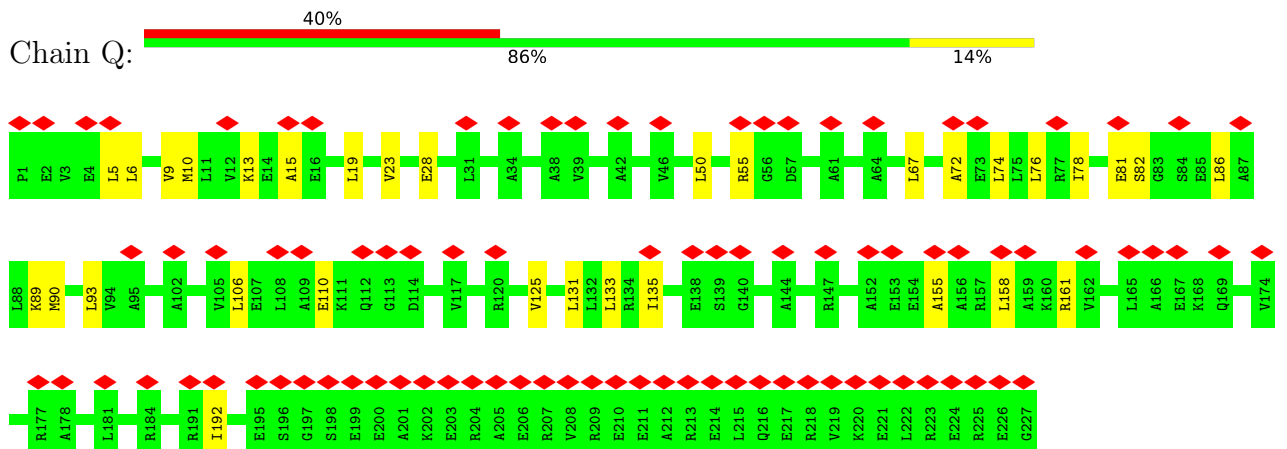 40%
Chain Q:
86% 14%
P1 E2 V3 E4 L5 L6 V9 M10 L11 V12 K13 E14 A15 E16 L19 V23 E28 L31 A34 A38 V39 A42 V46 L50 R55 G56 D57 A61 A64 L67 A72 E73 L74 L75 L76 R77 I78 E81 S82 G83 S84 E85 L86 A87
L88 K89 M90 L93 V94 A95 A102 V105 L106 E107 L108 A109 E110 K111 Q112 G113 D114 V117 R120 V125 L131 L132 L133 R134 I135 E138 S139 G140 A144 R147 A152 E153 E154 A155 A156 R157 L158 A159 K160 R161 V162 L165 A166 E167 K168 Q169 V174
R177 A178 L181 R184 R191 I192 E195 S196 G197 S198 E199 E200 A201 K202 E203 R204 A205 E206 R207 V208 R209 E210 E211 A212 R213 E214 L215 Q216 E217 R218 V219 K220 E221 L222 R223 E224 R225 E226 G227